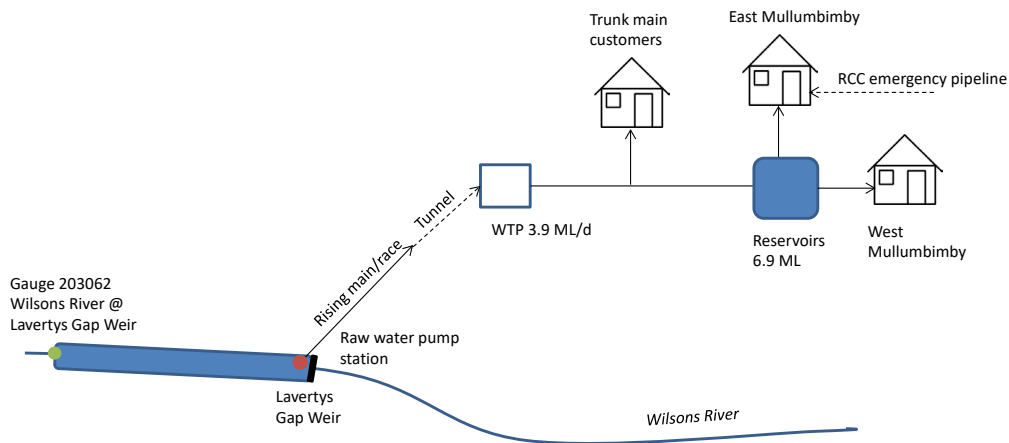 Trunk main
customers
East Mullumbimby
RCC emergency pipeline
WTP 3.9 ML/d
Tunnel
Rising main/race
Reservoirs
6.9 ML
West
Mullumbimby
Gauge 203062
Wilsons River @
Lavertys Gap Weir
Raw water pump
station
Lavertys
Gap Weir
Wilsons River